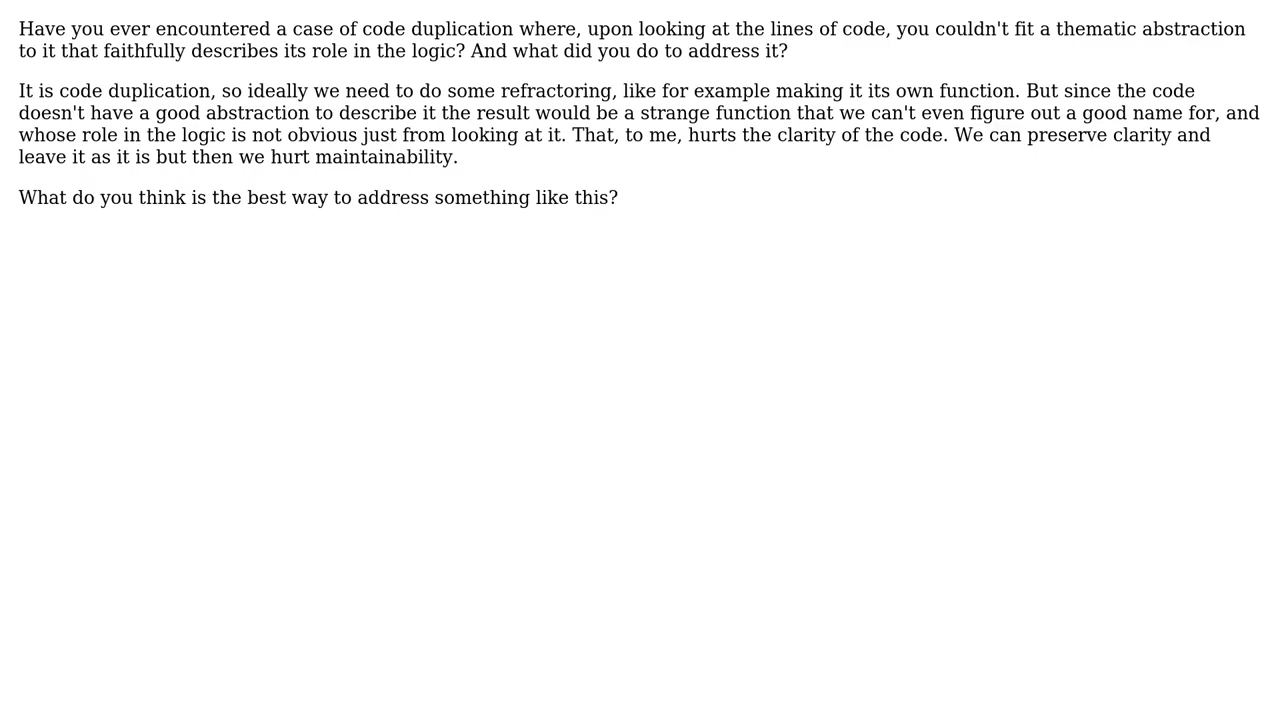 Have you ever encountered a case of code duplication where, upon looking at the lines of code, you couldn't fit a thematic abstraction
to it that faithfully describes its role in the logic? And what did you do to address it?
It is code duplication, so ideally we need to do some refractoring, like for example making it its own function. But since the code
doesn't have a good abstraction to describe it the result would be a strange function that we can't even figure out a good name for, and
whose role in the logic is not obvious just from looking at it. That, to me, hurts the clarity of the code. We can preserve clarity and
leave it as it is but then we hurt maintainability.
What do you think is the best way to address something like this?